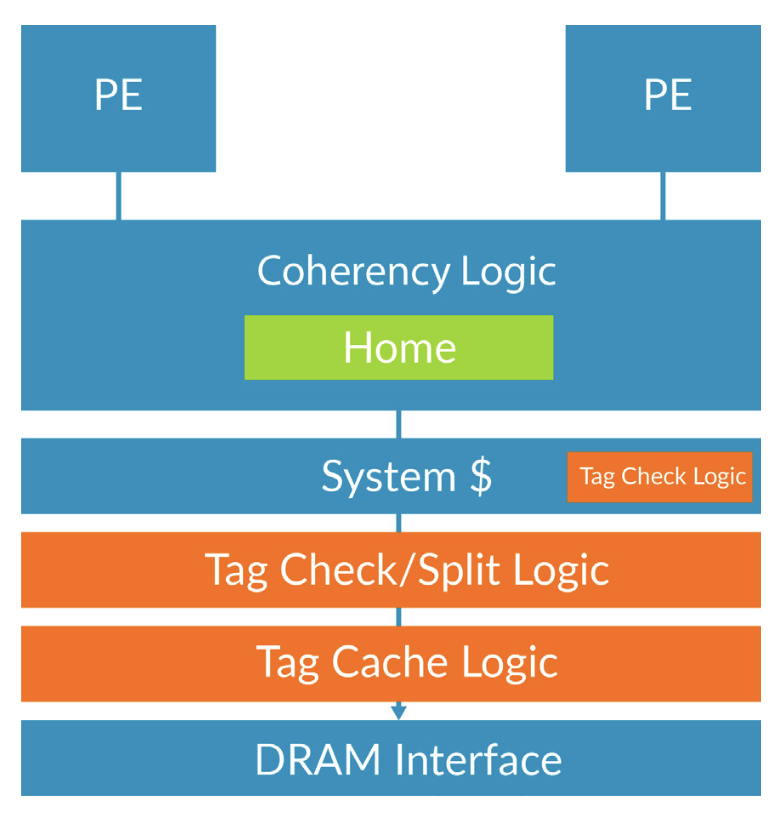 PE
PE
Coherency Logic
Home
System $
Tag Check Logic
Tag Check/Split Logic
Tag Cache Logic
DRAM Interface